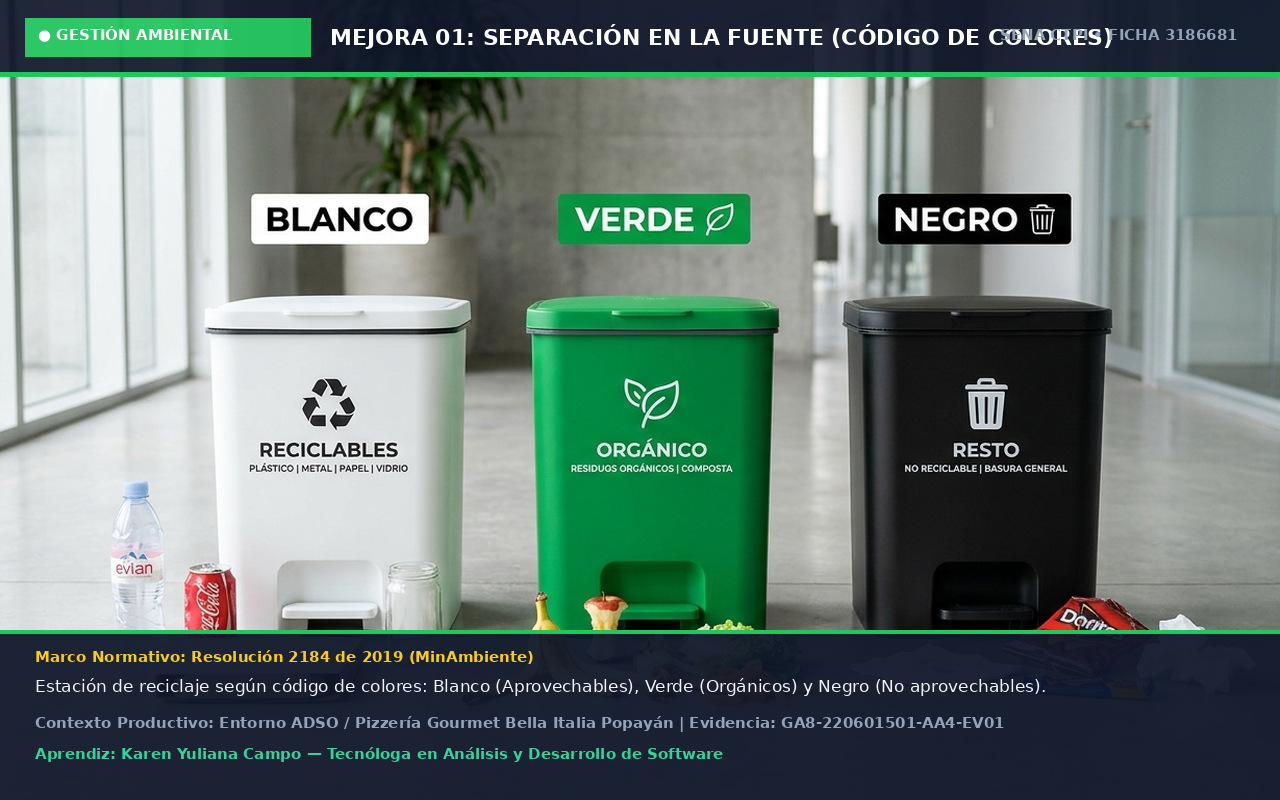 ● GESTIÓN AMBIENTAL
MEJORA 01: SEPARACIÓN EN LA FUENTE (CÓDIGO DE COLORES)
FICHA 3186681
BLANCO
VERDE
NEGRO
RECICLABLES
PLÁSTICO | METAL | PAPEL | VIDRIO
ORGÁNICO
RESIDUOS ORGÁNICOS | COMPOSTA
RESTO
NO RECICLABLE | BASURA GENERAL
evian
Coca-Cola
Doritos
Marco Normativo: Resolución 2184 de 2019 (MinAmbiente)
Estación de reciclaje según código de colores: Blanco (Aprovechables), Verde (Orgánicos) y Negro (No aprovechables).
Contexto Productivo: Entorno ADSO / Pizzería Gourmet Bella Italia Popayán | Evidencia: GA8-220601501-AA4-EV01
Aprendiz: Karen Yuliana Campo — Tecnóloga en Análisis y Desarrollo de Software